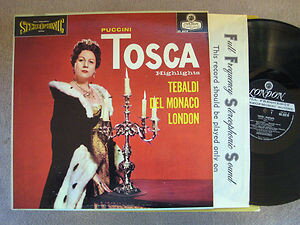 STEREOPHONIC
LONDON
PUCCINI
TOSCA
Highlights
TEBALDI
DEL MONACO
LONDON
Full Frequency Stereophonic Sound
This record should be played only on
LONDON